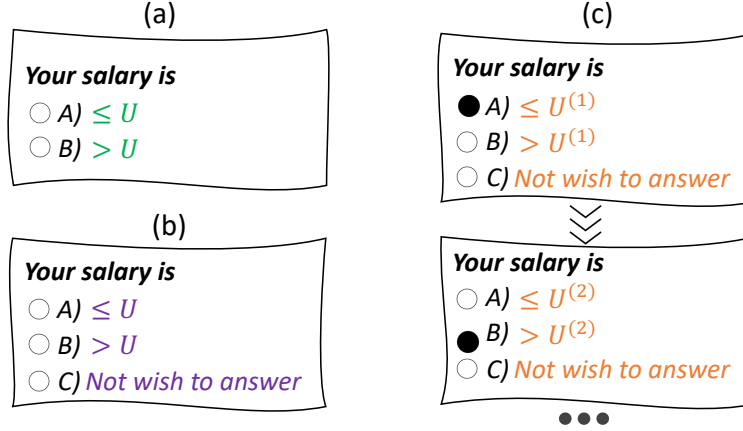 (a)
Your salary is
A) ≤ U
B) > U
(b)
Your salary is
A) ≤ U
B) > U
C) Not wish to answer
(c)
Your salary is
A) ≤ U⁽¹⁾
B) > U⁽¹⁾
C) Not wish to answer
Your salary is
A) ≤ U⁽²⁾
B) > U⁽²⁾
C) Not wish to answer